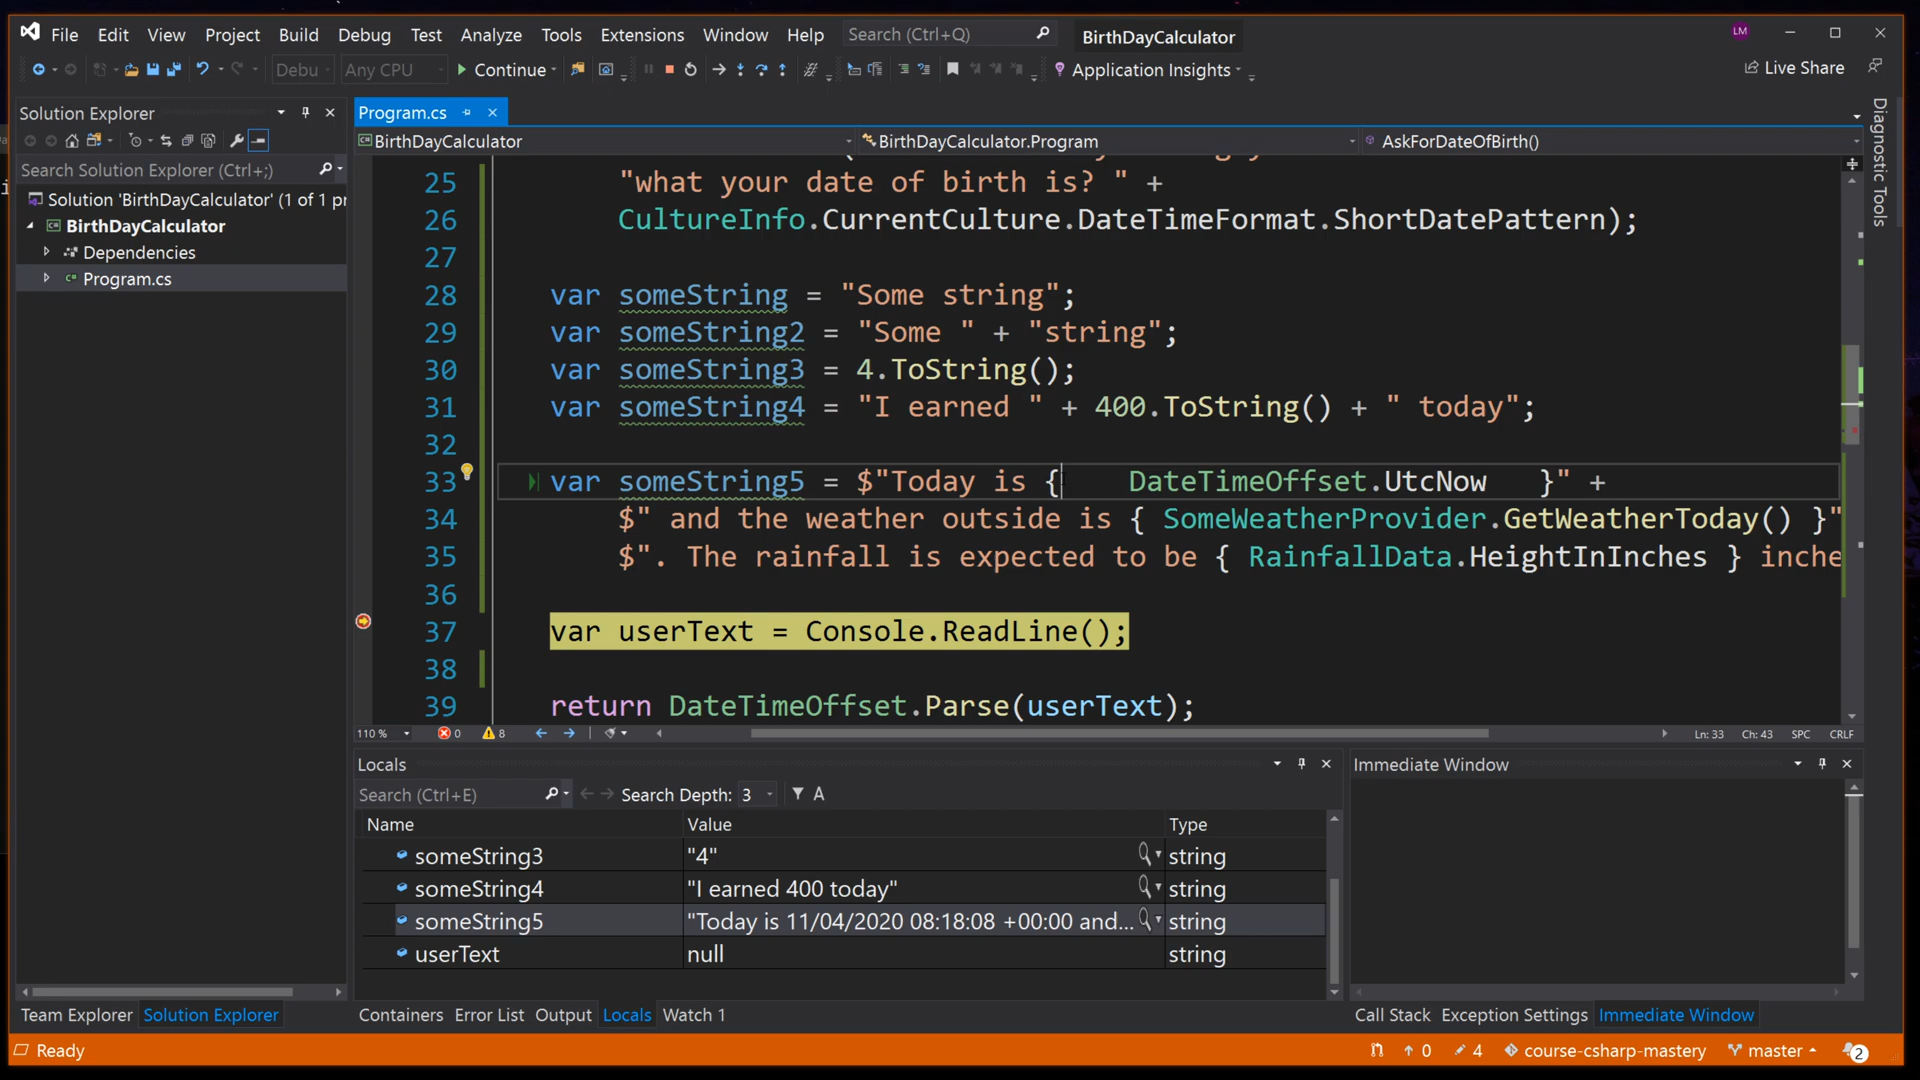 File Edit View Project Build Debug Test Analyze Tools Extensions Window Help Search (Ctrl+Q) BirthDayCalculator LM
Debu Any CPU Continue Application Insights Live Share
Solution Explorer
Search Solution Explorer (Ctrl+;)
Solution 'BirthDayCalculator' (1 of 1 pr
BirthDayCalculator
Dependencies
Program.cs
Program.cs
BirthDayCalculator BirthDayCalculator.Program AskForDateOfBirth()
25 "what your date of birth is? " +
26 CultureInfo.CurrentCulture.DateTimeFormat.ShortDatePattern);
27
28 var someString = "Some string";
29 var someString2 = "Some " + "string";
30 var someString3 = 4.ToString();
31 var someString4 = "I earned " + 400.ToString() + " today";
32
33 var someString5 = $"Today is {    DateTimeOffset.UtcNow   }" +
34 $" and the weather outside is { SomeWeatherProvider.GetWeatherToday() }"
35 $". The rainfall is expected to be { RainfallData.HeightInInches } inche
36
37 var userText = Console.ReadLine();
38
39 return DateTimeOffset.Parse(userText);
110 % 0 8 Ln: 33 Ch: 43 SPC CRLF
Diagnostic Tools
Locals
Search (Ctrl+E) Search Depth: 3 A
Name Value Type
someString3 "4" string
someString4 "I earned 400 today" string
someString5 "Today is 11/04/2020 08:18:08 +00:00 and... string
userText null string
Immediate Window
Team Explorer Solution Explorer Containers Error List Output Locals Watch 1 Call Stack Exception Settings Immediate Window
Ready 0 4 course-csharp-mastery master 2